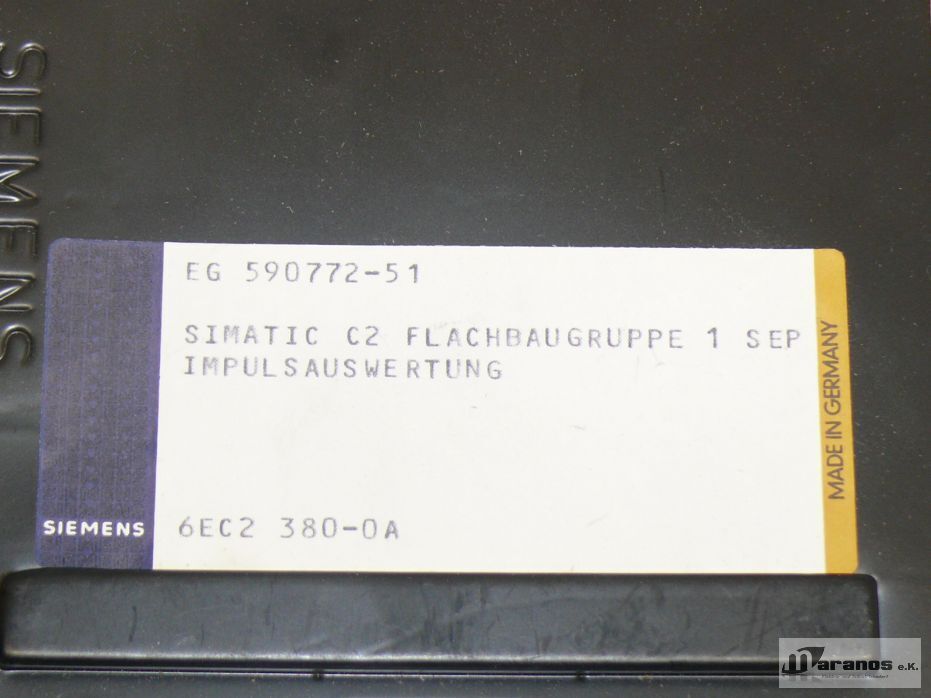 SIEMENS
EG 590772-51
SIMATIC C2 FLACHBAUGRUPPE 1 SEP
IMPULSAUSWERTUNG
SIEMENS
6EC2 380-0A
MADE IN GERMANY
Maranos e.K.